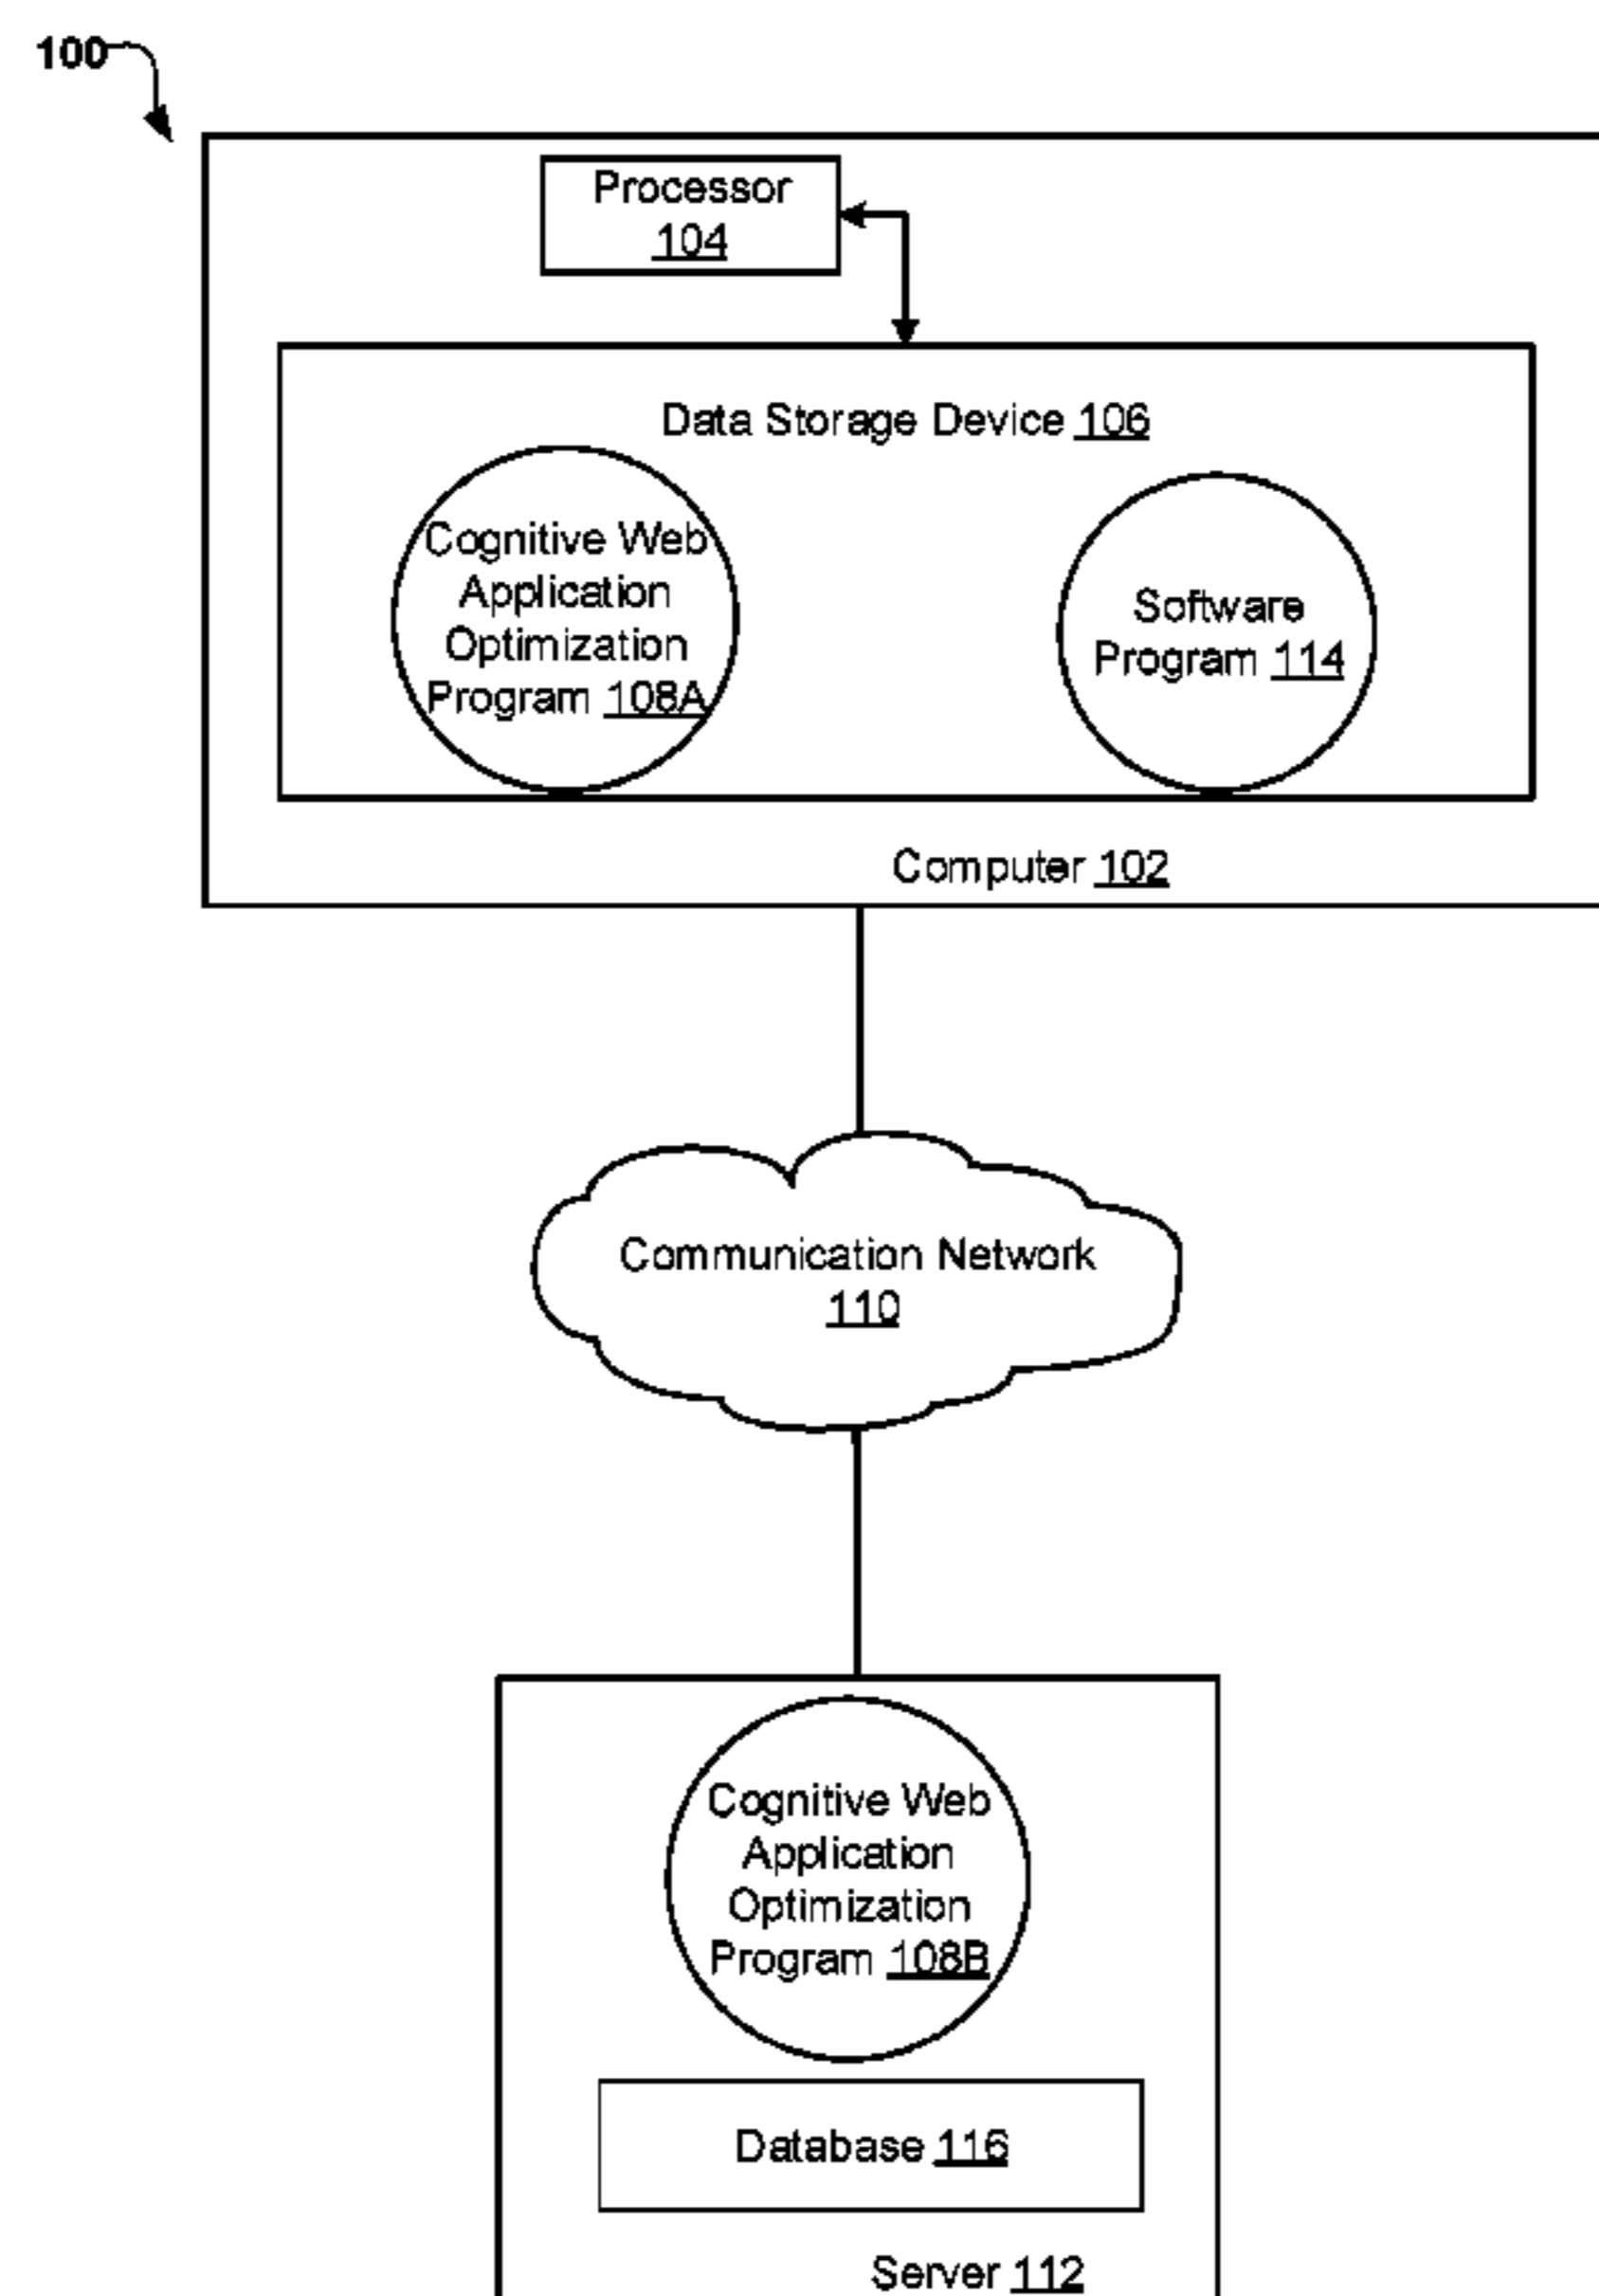 100
Processor
104
Data Storage Device 106
Cognitive Web
Application
Optimization
Program 108A
Software
Program 114
Computer 102
Communication Network
110
Cognitive Web
Application
Optimization
Program 108B
Database 116
Server 112